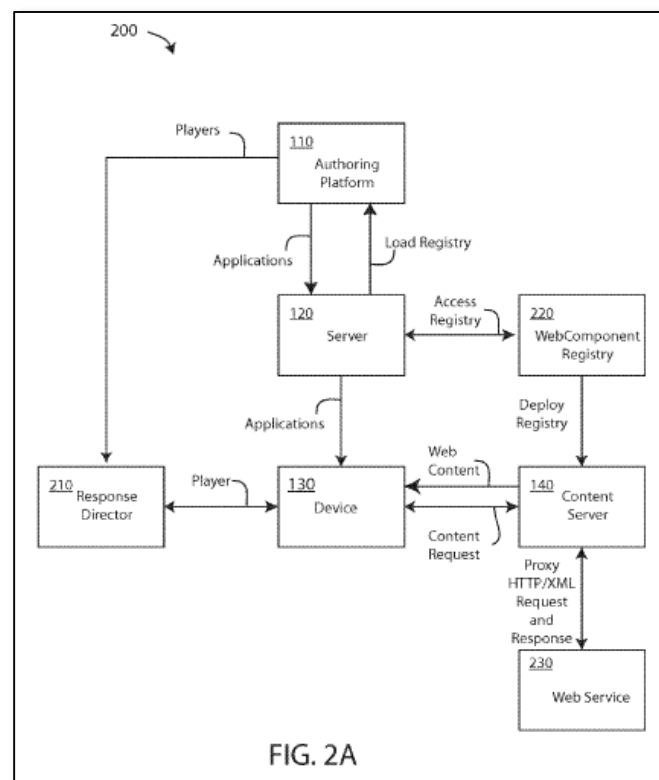 200
Players
110
Authoring
Platform
Applications
Load Registry
120
Server
Access
Registry
220
WebComponent
Registry
Applications
Deploy
Registry
210
Response
Director
Player
130
Device
Web
Content
Content
Request
140
Content
Server
Proxy
HTTP/XML
Request
and
Response
230
Web Service
FIG. 2A